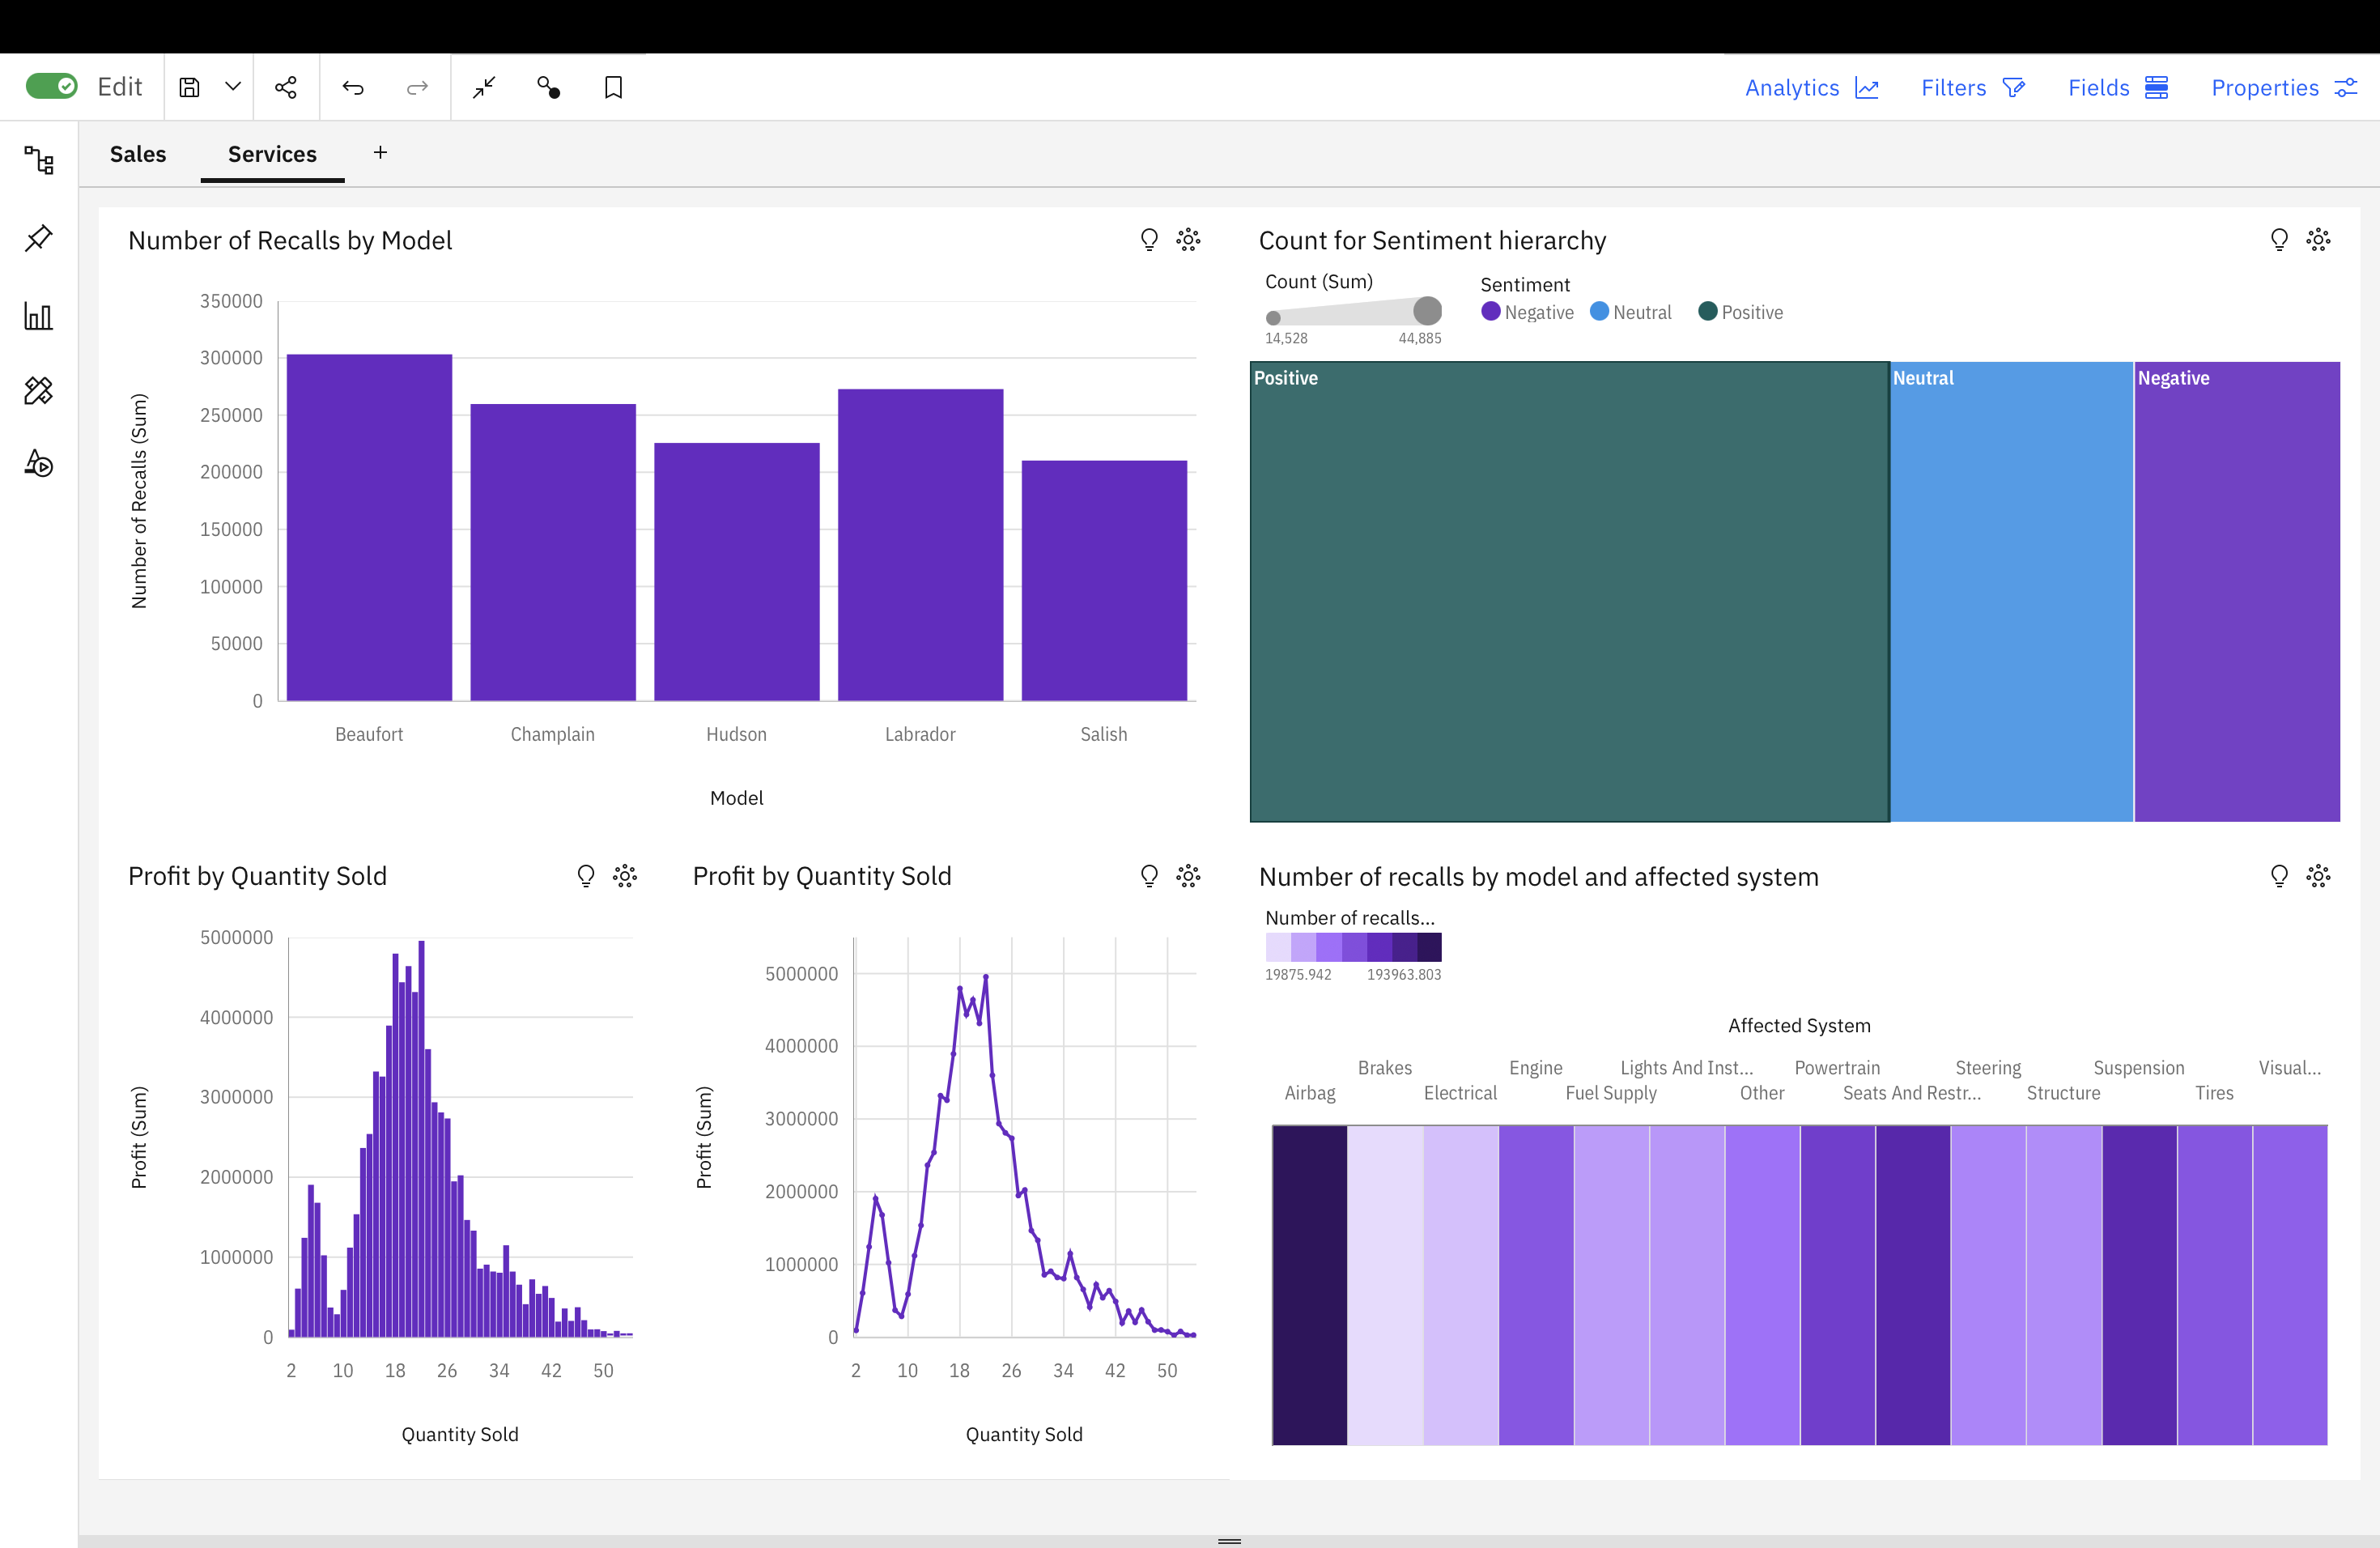 Edit
Analytics
Filters
Fields
Properties
Sales
Services
+
Number of Recalls by Model
Number of Recalls (Sum)
350000
300000
250000
200000
150000
100000
50000
0
Beaufort Champlain Hudson Labrador Salish
Model
Count for Sentiment hierarchy
Count (Sum)
14,528 44,885
Sentiment
Negative Neutral Positive
Positive Neutral Negative
Profit by Quantity Sold
Profit (Sum)
5000000
4000000
3000000
2000000
1000000
0
2 10 18 26 34 42 50
Quantity Sold
Profit by Quantity Sold
Profit (Sum)
5000000
4000000
3000000
2000000
1000000
0
2 10 18 26 34 42 50
Quantity Sold
Number of recalls by model and affected system
Number of recalls...
19875.942 193963.803
Affected System
Brakes Engine Lights And Inst... Powertrain Steering Suspension Visual...
Airbag Electrical Fuel Supply Other Seats And Restr... Structure Tires